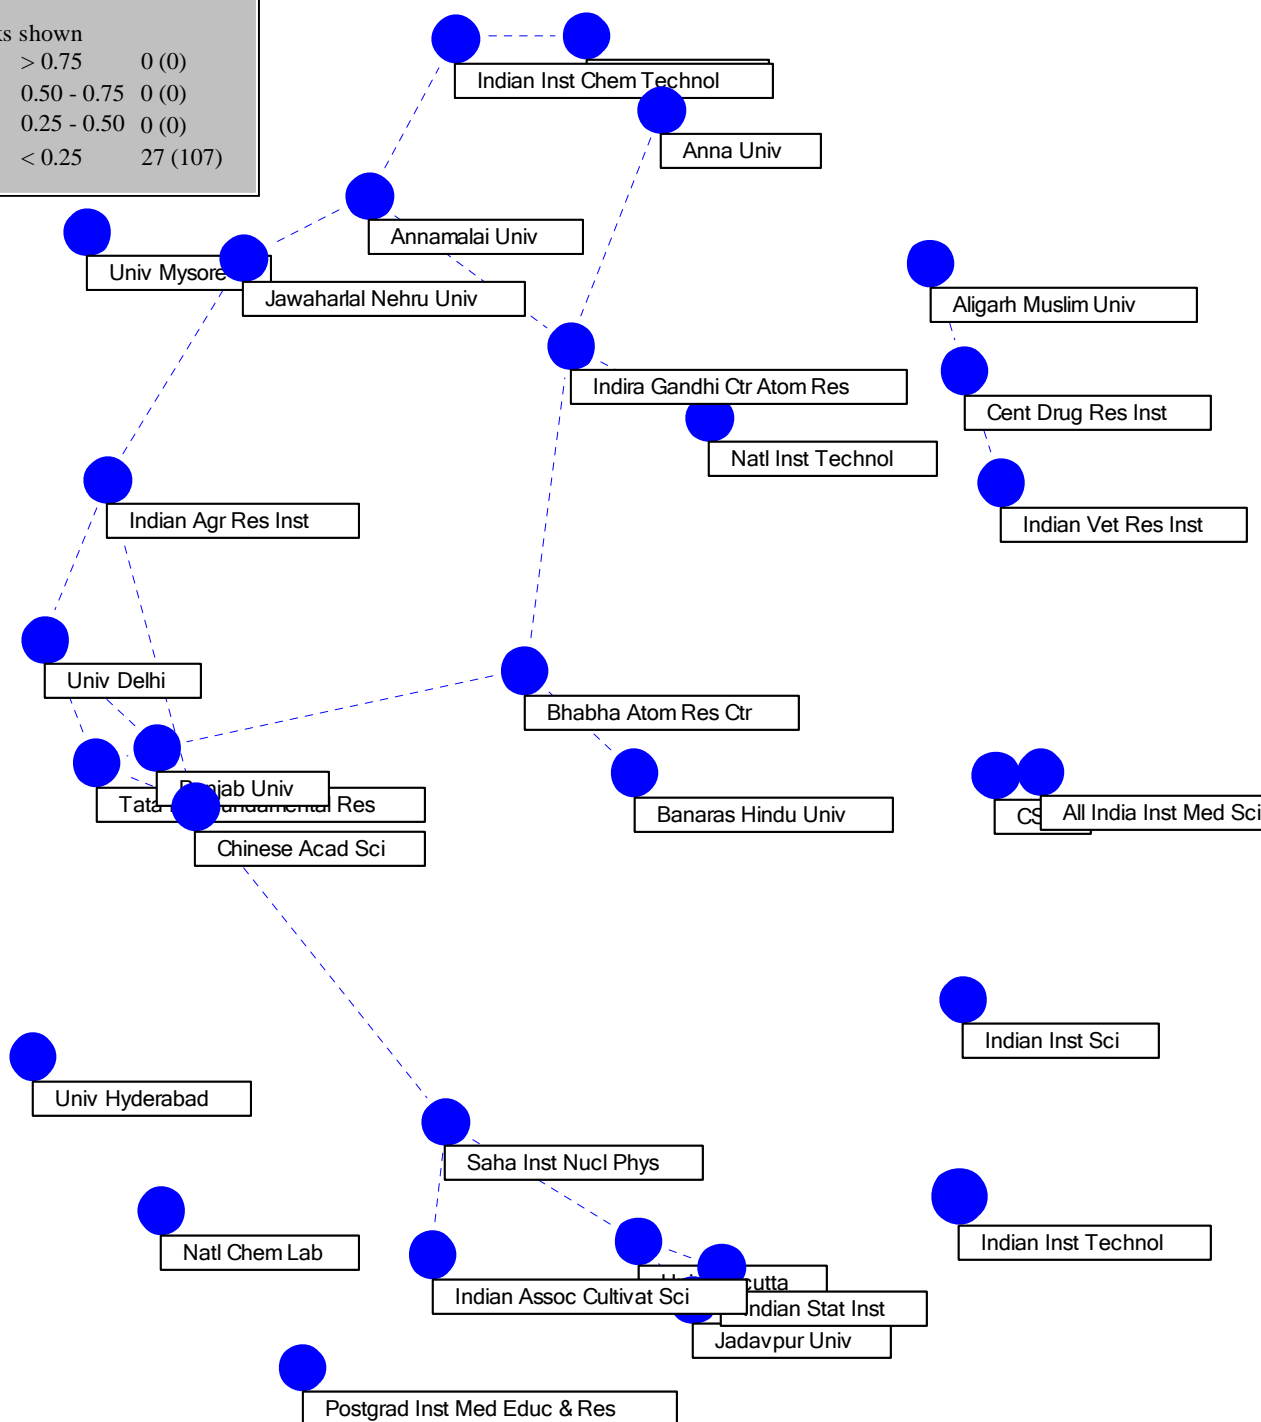 shown
> 0.75 0 (0)
0.50 - 0.75 0 (0)
0.25 - 0.50 0 (0)
< 0.25 27 (107)
Indian Inst Chem Technol
Anna Univ
Annamalai Univ
Univ Mysore
Jawaharlal Nehru Univ
Aligarh Muslim Univ
Indira Gandhi Ctr Atom Res
Cent Drug Res Inst
Natl Inst Technol
Indian Agr Res Inst
Indian Vet Res Inst
Univ Delhi
Bhabha Atom Res Ctr
Univ
Tata Res
Banaras Hindu Univ
All India Inst Med Sci
Chinese Acad Sci
Indian Inst Sci
Univ Hyderabad
Saha Inst Nucl Phys
Natl Chem Lab
Indian Inst Technol
Indian Assoc Cultivat Sci
Indian Stat Inst
Jadavpur Univ
Postgrad Inst Med Educ & Res